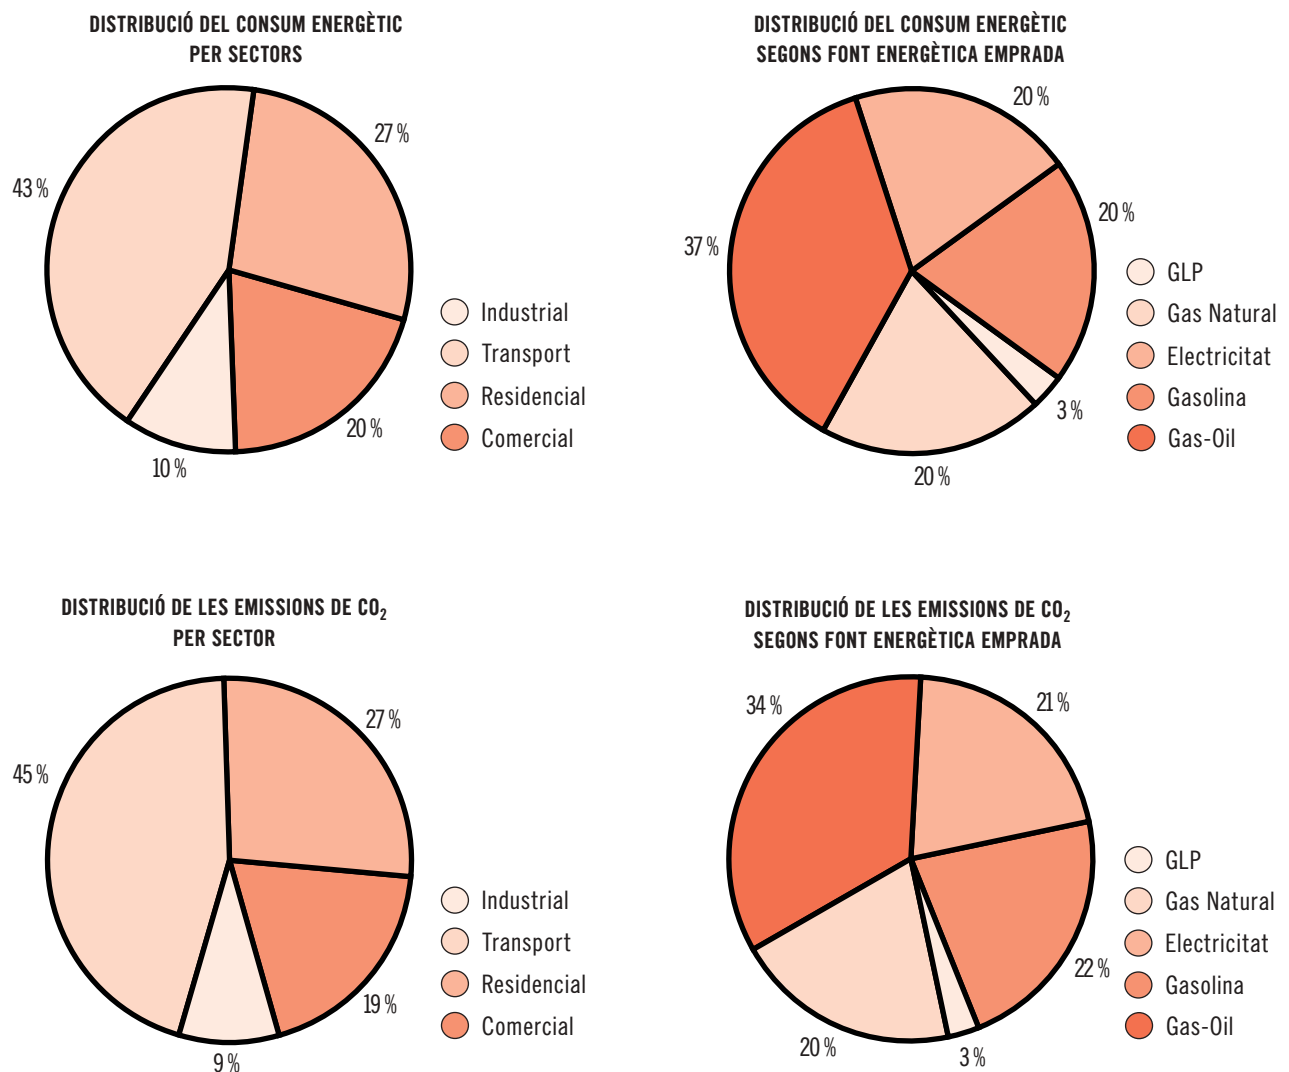 DISTRIBUCIÓ DEL CONSUM ENERGÈTIC
PER SECTORS
27 %
43 %
20 %
10 %
Industrial
Transport
Residencial
Comercial
DISTRIBUCIÓ DEL CONSUM ENERGÈTIC
SEGONS FONT ENERGÈTICA EMPRADA
20 %
20 %
37 %
3 %
20 %
GLP
Gas Natural
Electricitat
Gasolina
Gas-Oil
DISTRIBUCIÓ DE LES EMISSIONS DE CO₂
PER SECTOR
27 %
45 %
19 %
9 %
Industrial
Transport
Residencial
Comercial
DISTRIBUCIÓ DE LES EMISSIONS DE CO₂
SEGONS FONT ENERGÈTICA EMPRADA
34 %
21 %
22 %
20 %
3 %
GLP
Gas Natural
Electricitat
Gasolina
Gas-Oil